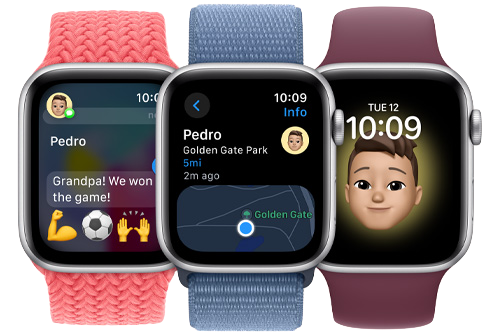 10:0
ne
Pedro
Grandpa! We won
the game!
10:09
Info
Pedro
Golden Gate Park
5mi
2m ago
Golden Gate
TUE 12
10:09